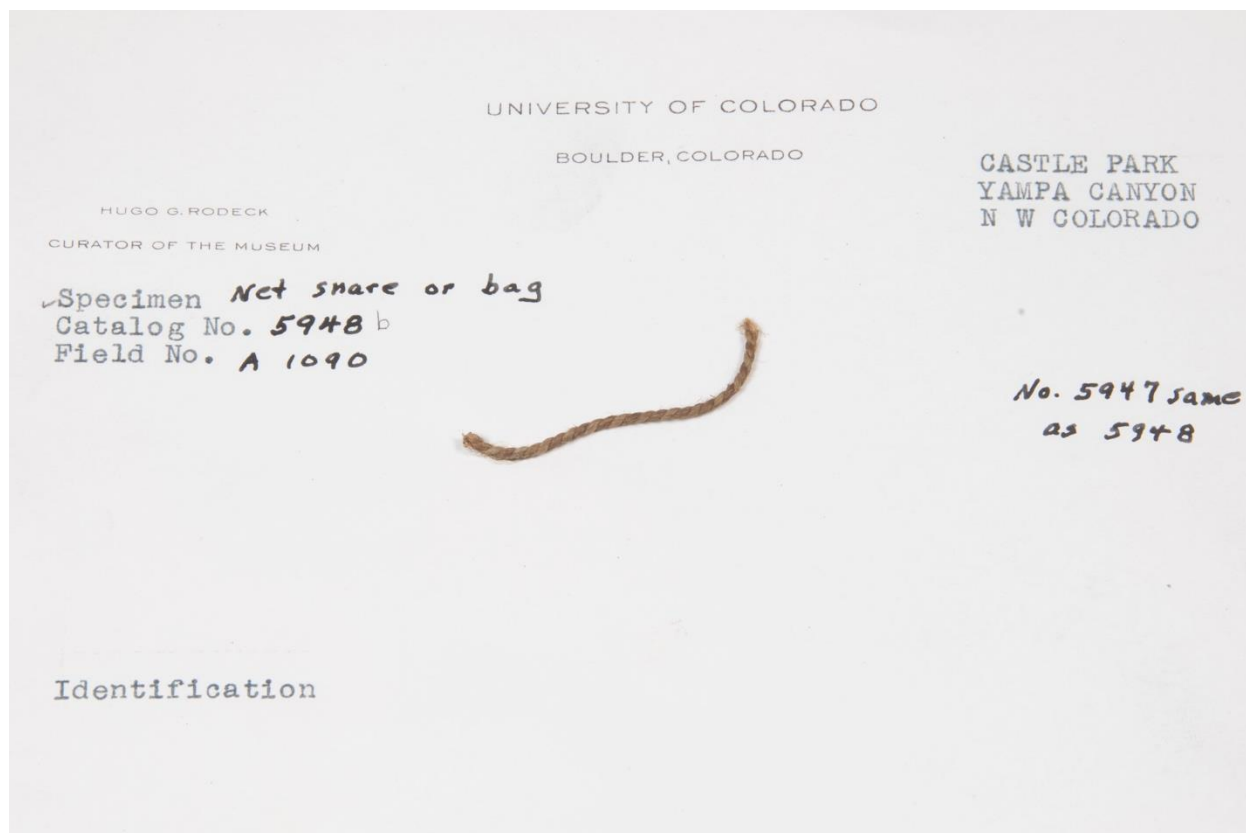 UNIVERSITY OF COLORADO
BOULDER, COLORADO
CASTLE PARK
YAMPA CANYON
N W COLORADO
HUGO G. RODECK
CURATOR OF THE MUSEUM
Specimen Net snare or bag
Catalog No. 5948 b
Field No. A 1090
No. 5947 same
as 5948
Identification